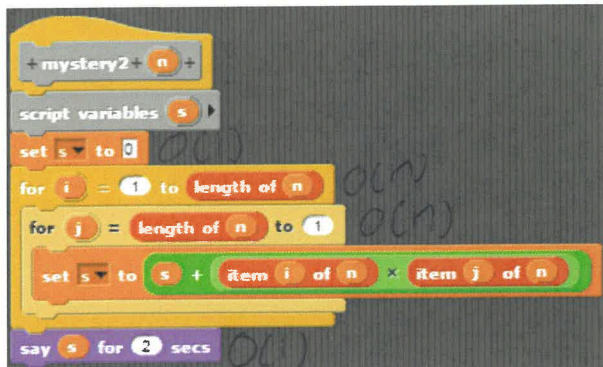 + mystery2 + n +
script variables s
set s to 0 O(1)
for i = 1 to length of n O(n)
for j = length of n to 1 O(n)
set s to s + item i of n × item j of n
say s for 2 secs O(1)